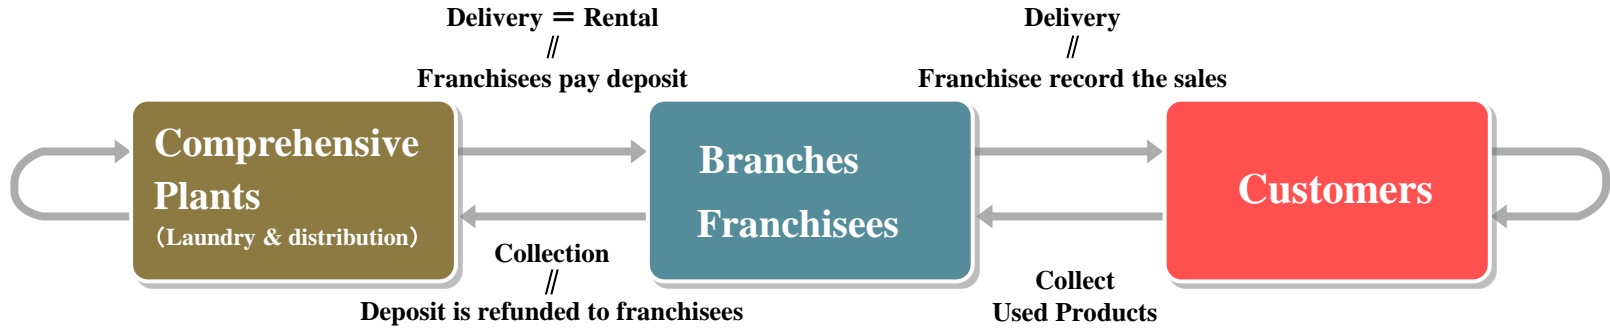 Delivery = Rental
//
Franchisees pay deposit
Delivery
//
Franchisee record the sales
Comprehensive
Plants
(Laundry & distribution)
Branches
Franchisees
Customers
Collection
//
Deposit is refunded to franchisees
Collect
Used Products